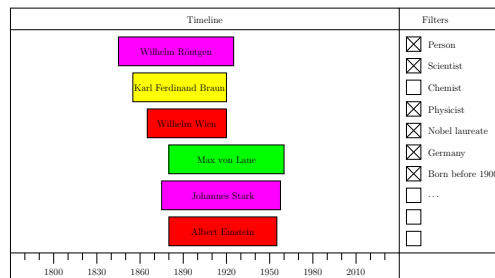 Timeline
Filters
Wilhelm Röntgen
Karl Ferdinand Braun
Wilhelm Wien
Max von Laue
Johannes Stark
Albert Einstein
Person
Scientist
Chemist
Physicist
Nobel laureate
Germany
Born before 1900
...
1800 1830 1860 1890 1920 1950 1980 2010